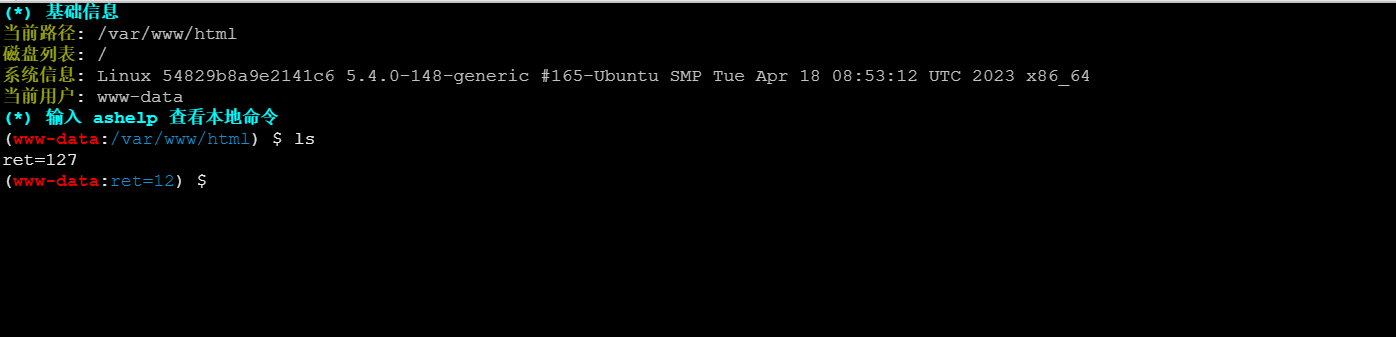 (*) 基础信息
当前路径: /var/www/html
磁盘列表: /
系统信息: Linux 54829b8a9e2141c6 5.4.0-148-generic #165-Ubuntu SMP Tue Apr 18 08:53:12 UTC 2023 x86_64
当前用户: www-data
(*) 输入 ashelp 查看本地命令
(www-data:/var/www/html) $ ls
ret=127
(www-data:ret=12) $